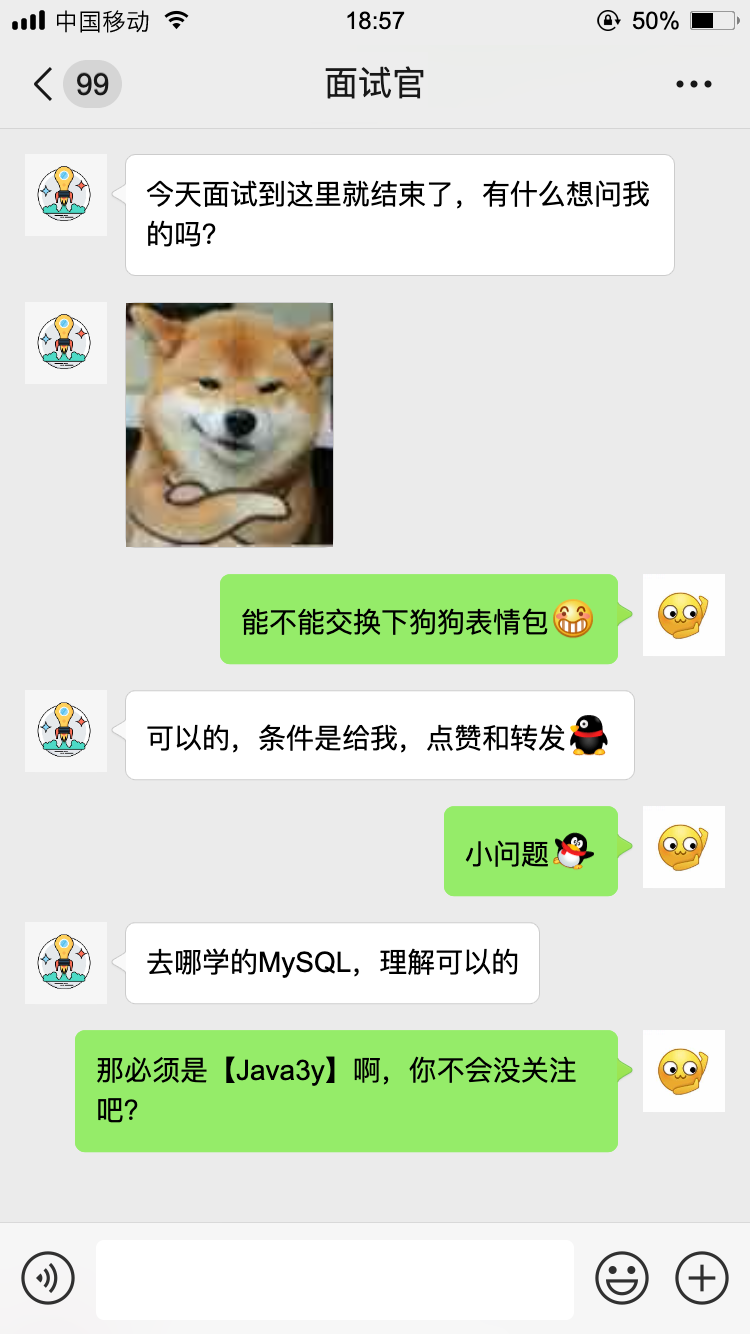 中国移动
18:57
50%
99
面试官
今天面试到这里就结束了，有什么想问我
的吗?
能不能交换下狗狗表情包
可以的，条件是给我，点赞和转发
小问题
去哪学的MySQL，理解可以的
那必须是【Java3y】啊，你不会没关注
吧?